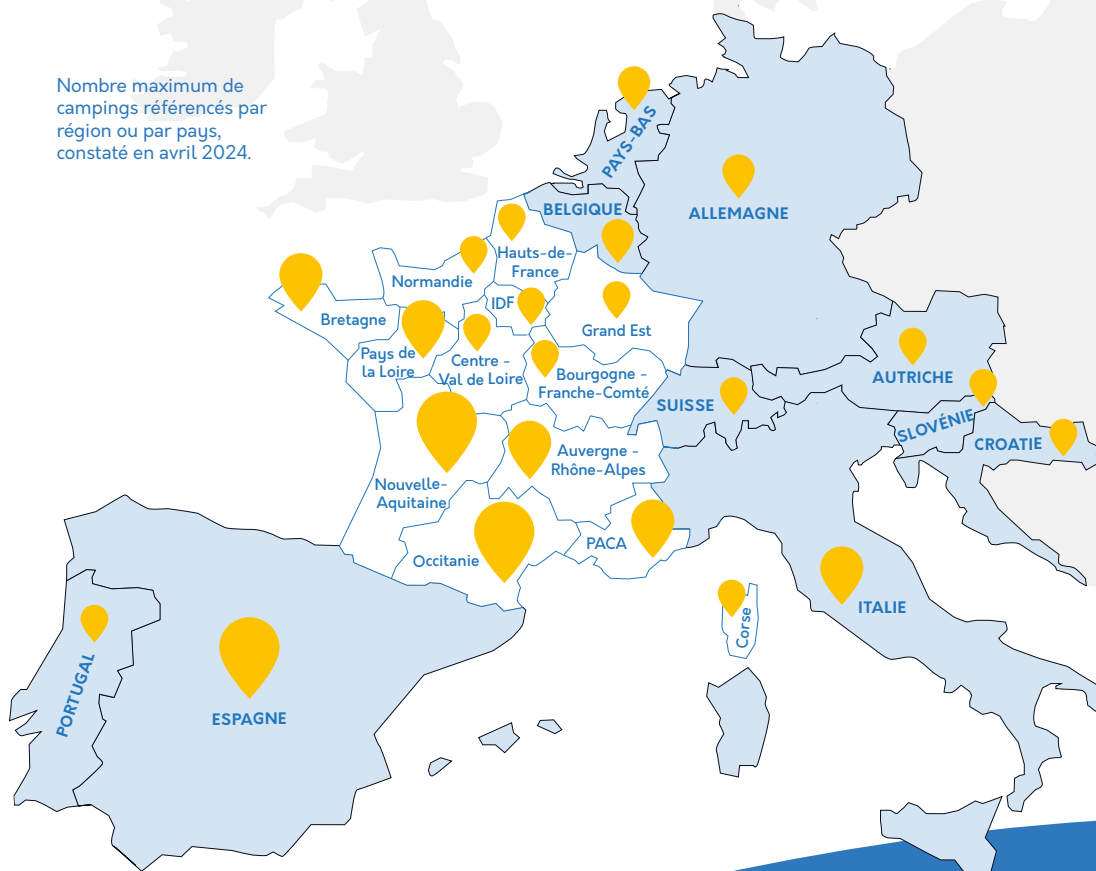 Nombre maximum de
campings référencés par
région ou par pays,
constaté en avril 2024.
PAYS-BAS
BELGIQUE
ALLEMAGNE
Hauts-de-
France
Normandie
IDF
Bretagne
Grand Est
Pays de
la Loire
Centre -
Val de Loire
Bourgogne -
Franche-Comté
SUISSE
AUTRICHE
SLOVÉNIE
CROATIE
Auvergne -
Rhône-Alpes
Nouvelle-
Aquitaine
Occitanie
PACA
Corse
ITALIE
PORTUGAL
ESPAGNE